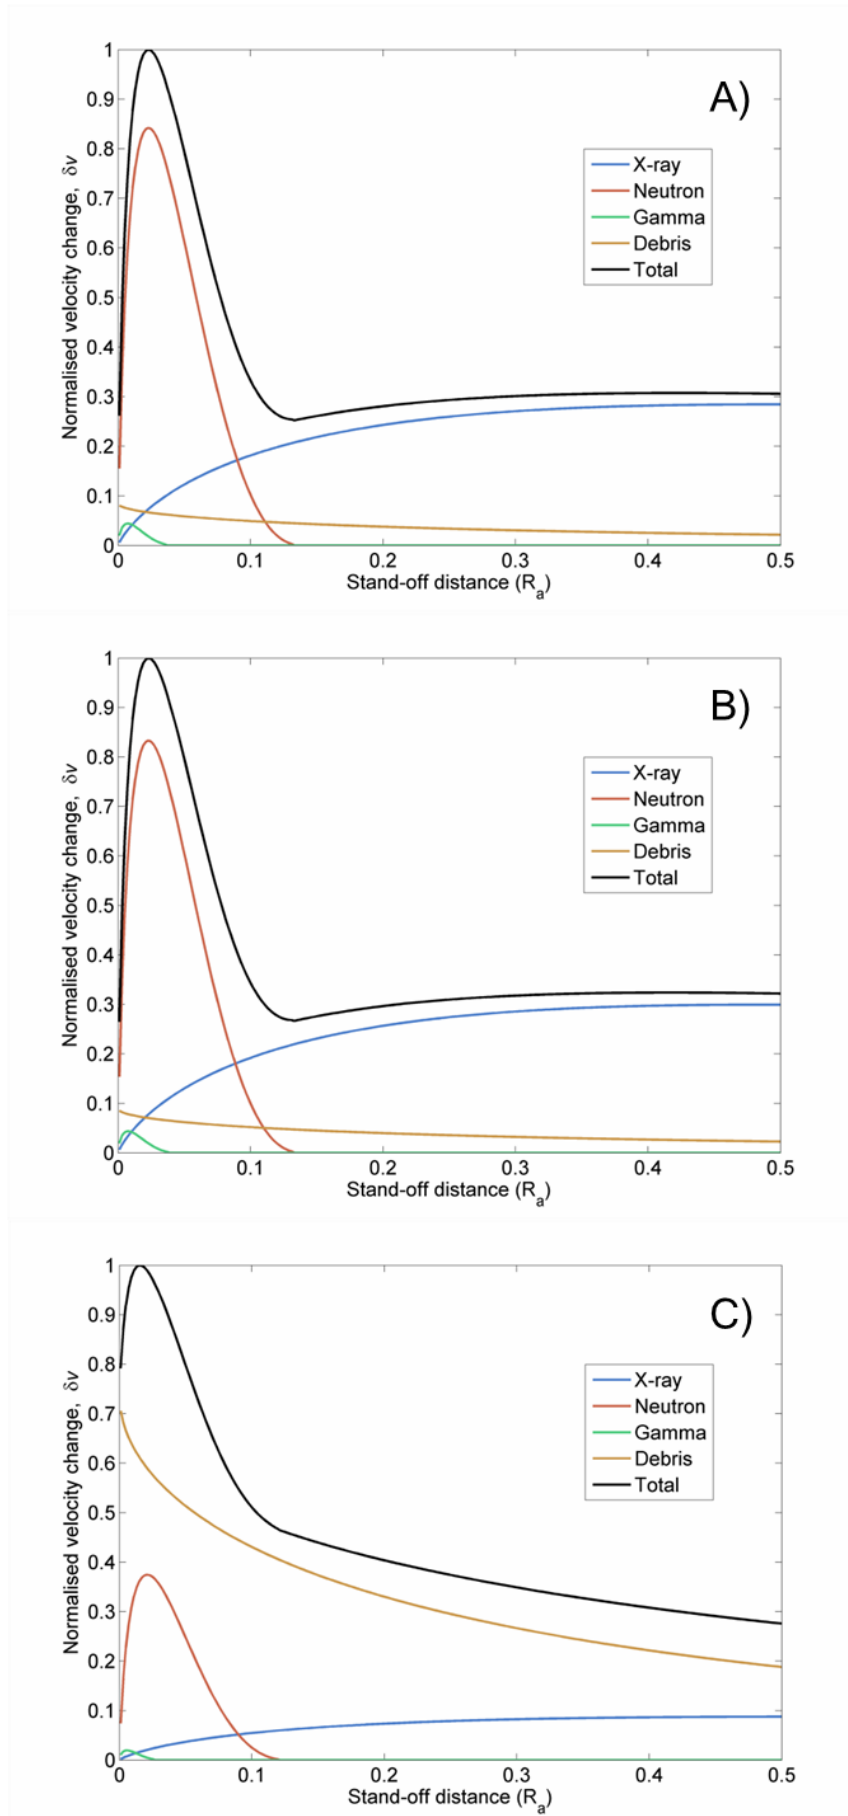 A)
1
0.9
0.8
0.7
0.6
0.5
0.4
0.3
0.2
0.1
0
Normalised velocity change, δv
X-ray
Neutron
Gamma
Debris
Total
0 0.1 0.2 0.3 0.4 0.5
Stand-off distance (Ra)
B)
1
0.9
0.8
0.7
0.6
0.5
0.4
0.3
0.2
0.1
0
Normalised velocity change, δv
X-ray
Neutron
Gamma
Debris
Total
0 0.1 0.2 0.3 0.4 0.5
Stand-off distance (Ra)
C)
1
0.9
0.8
0.7
0.6
0.5
0.4
0.3
0.2
0.1
0
Normalised velocity change, δv
X-ray
Neutron
Gamma
Debris
Total
0 0.1 0.2 0.3 0.4 0.5
Stand-off distance (Ra)